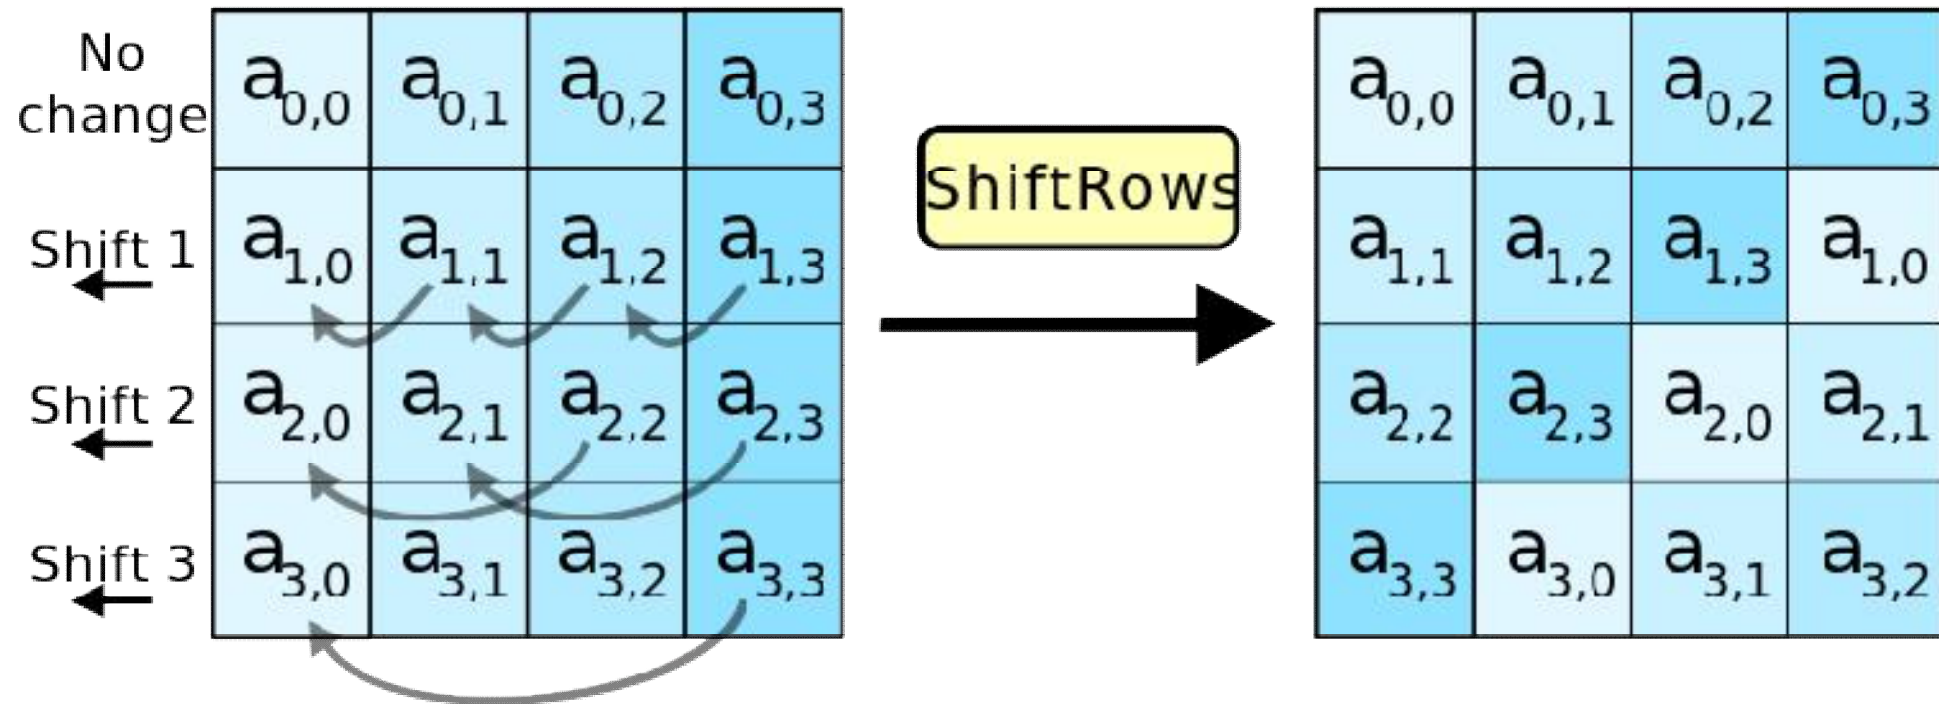 No
change
a0,0 a0,1 a0,2 a0,3
Shift 1
a1,0 a1,1 a1,2 a1,3
Shift 2
a2,0 a2,1 a2,2 a2,3
Shift 3
a3,0 a3,1 a3,2 a3,3
ShiftRows
a0,0 a0,1 a0,2 a0,3
a1,1 a1,2 a1,3 a1,0
a2,2 a2,3 a2,0 a2,1
a3,3 a3,0 a3,1 a3,2